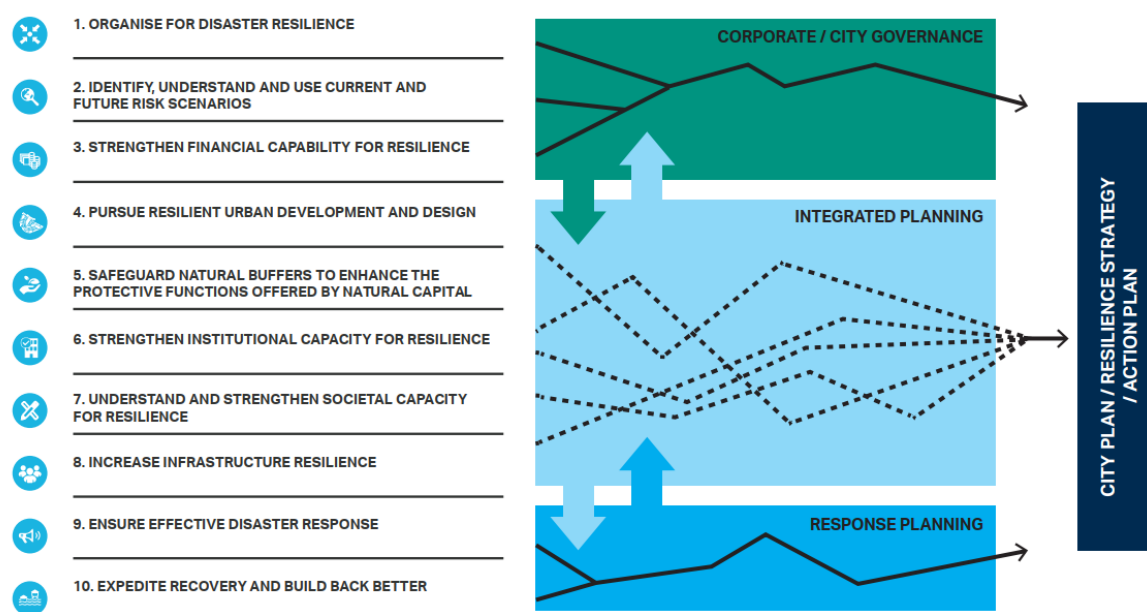 1. ORGANISE FOR DISASTER RESILIENCE
2. IDENTIFY, UNDERSTAND AND USE CURRENT AND
FUTURE RISK SCENARIOS
3. STRENGTHEN FINANCIAL CAPABILITY FOR RESILIENCE
4. PURSUE RESILIENT URBAN DEVELOPMENT AND DESIGN
5. SAFEGUARD NATURAL BUFFERS TO ENHANCE THE
PROTECTIVE FUNCTIONS OFFERED BY NATURAL CAPITAL
6. STRENGTHEN INSTITUTIONAL CAPACITY FOR RESILIENCE
7. UNDERSTAND AND STRENGTHEN SOCIETAL CAPACITY
FOR RESILIENCE
8. INCREASE INFRASTRUCTURE RESILIENCE
9. ENSURE EFFECTIVE DISASTER RESPONSE
10. EXPEDITE RECOVERY AND BUILD BACK BETTER
CORPORATE / CITY GOVERNANCE
INTEGRATED PLANNING
RESPONSE PLANNING
CITY PLAN / RESILIENCE STRATEGY
/ ACTION PLAN